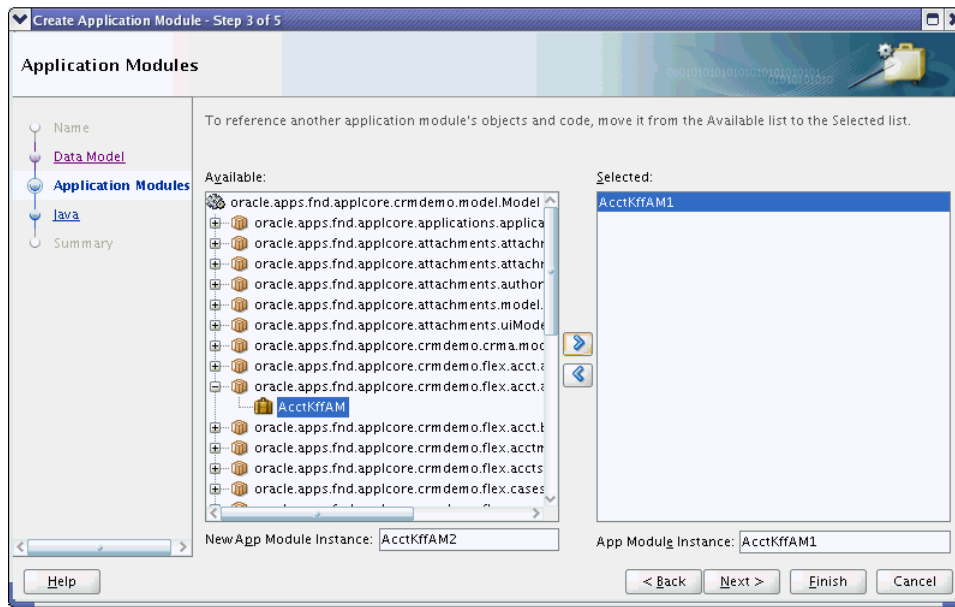 Create Application Module - Step 3 of 5
Application Modules
Name
Data Model
Application Modules
Java
Summary
To reference another application module's objects and code, move it from the Available list to the Selected list.
Available:
oracle.apps.fnd.applcore.crmdemo.model.Model
oracle.apps.fnd.applcore.applications.applica
oracle.apps.fnd.applcore.attachments.attachr
oracle.apps.fnd.applcore.attachments.attachr
oracle.apps.fnd.applcore.attachments.author
oracle.apps.fnd.applcore.attachments.model.
oracle.apps.fnd.applcore.attachments.uiMode
oracle.apps.fnd.applcore.crmdemo.crma.moc
oracle.apps.fnd.applcore.crmdemo.flex.acct.a
oracle.apps.fnd.applcore.crmdemo.flex.acct.a
AcctKffAM
oracle.apps.fnd.applcore.crmdemo.flex.acct.b
oracle.apps.fnd.applcore.crmdemo.flex.acctm
oracle.apps.fnd.applcore.crmdemo.flex.accts
oracle.apps.fnd.applcore.crmdemo.flex.cases
New App Module Instance: AcctKffAM2
Selected:
AcctKffAM1
App Module Instance: AcctKffAM1
Help
< Back
Next >
Finish
Cancel